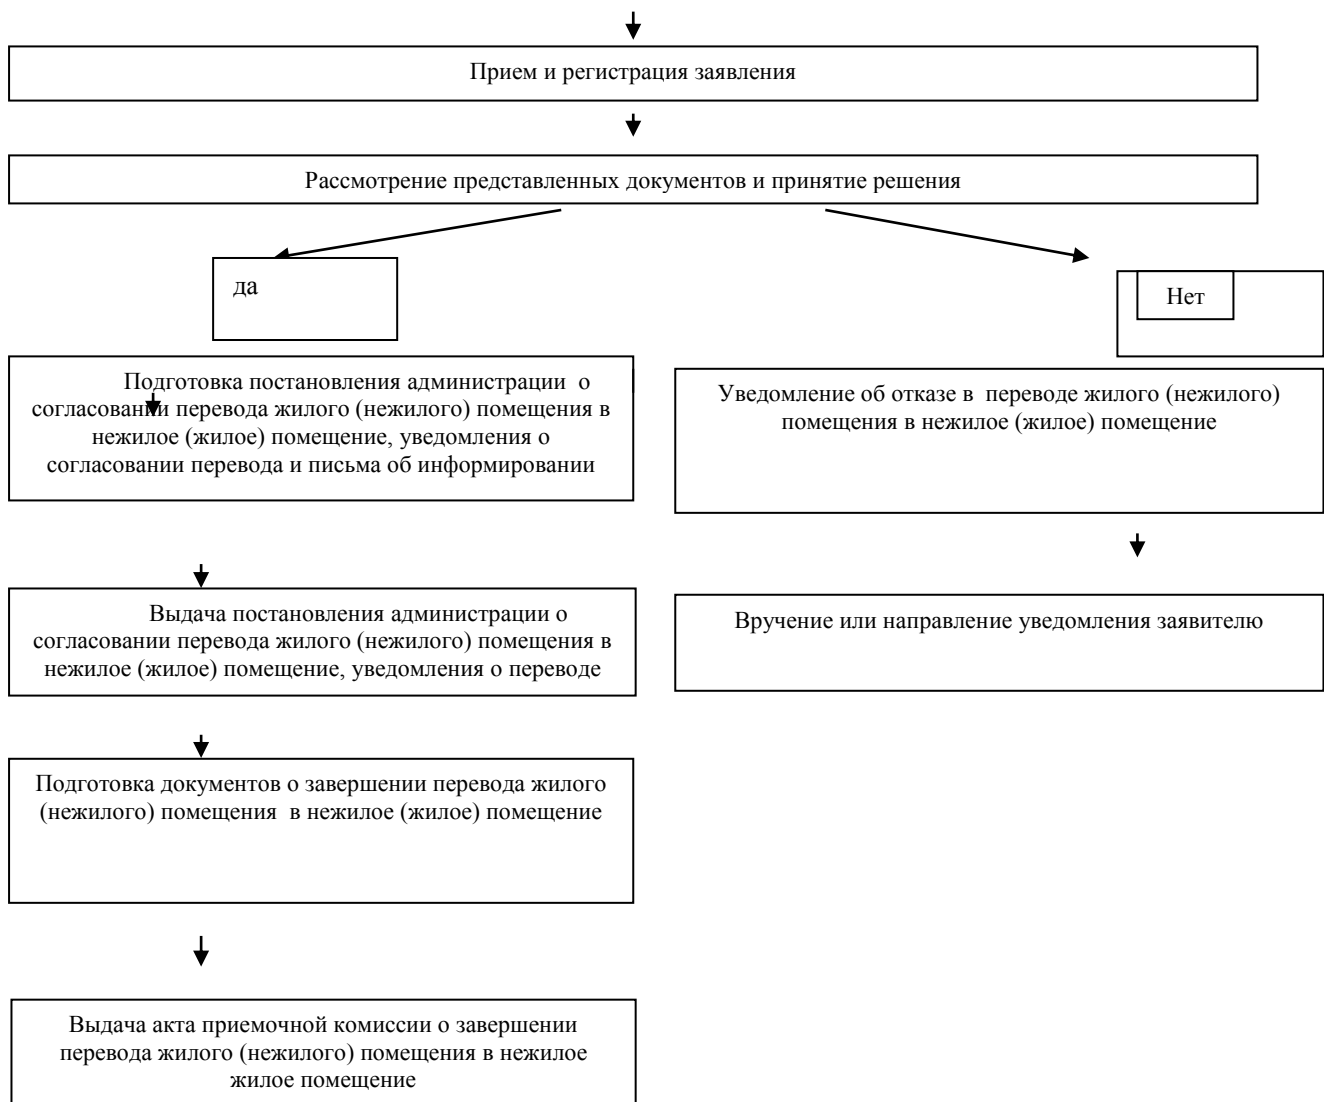 Прием и регистрация заявления
Рассмотрение представленных документов и принятие решения
да
Нет
Подготовка постановления администрации о
согласовании перевода жилого (нежилого) помещения в
нежилое (жилое) помещение, уведомления о
согласовании перевода и письма об информировании
Уведомление об отказе в переводе жилого (нежилого)
помещения в нежилое (жилое) помещение
Выдача постановления администрации о
согласовании перевода жилого (нежилого) помещения в
нежилое (жилое) помещение, уведомления о переводе
Вручение или направление уведомления заявителю
Подготовка документов о завершении перевода жилого
(нежилого) помещения в нежилое (жилое) помещение
Выдача акта приемочной комиссии о завершении
перевода жилого (нежилого) помещения в нежилое
жилое помещение